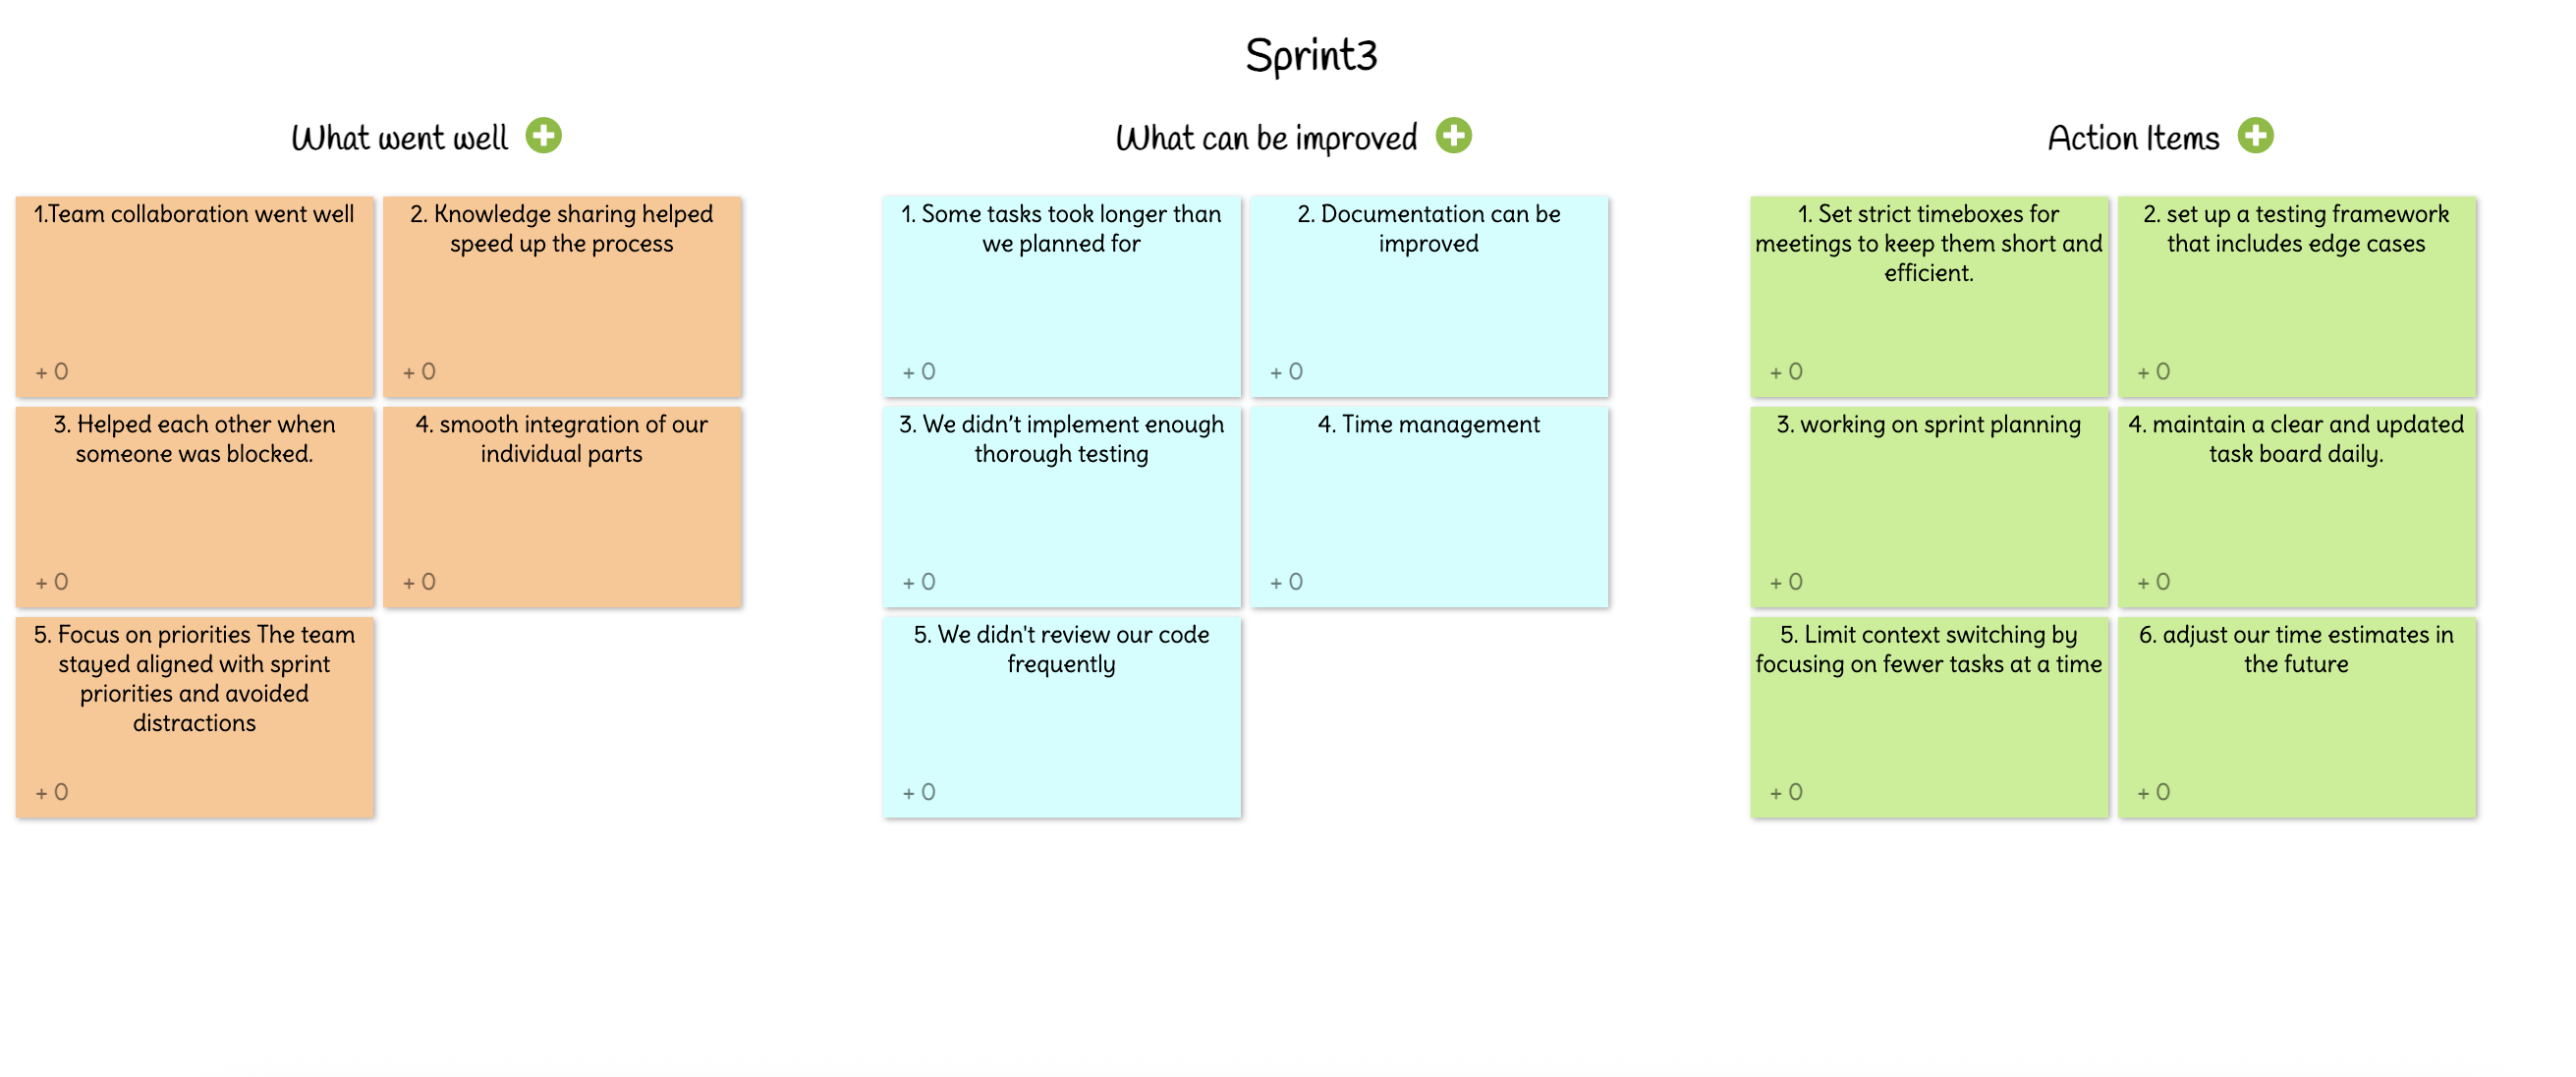 Sprint3
What went well
1.Team collaboration went well
+ 0
2. Knowledge sharing helped
speed up the process
+ 0
3. Helped each other when
someone was blocked.
+ 0
4. smooth integration of our
individual parts
+ 0
5. Focus on priorities The team
stayed aligned with sprint
priorities and avoided
distractions
+ 0
What can be improved
1. Some tasks took longer than
we planned for
+ 0
2. Documentation can be
improved
+ 0
3. We didn’t implement enough
thorough testing
+ 0
4. Time management
+ 0
5. We didn't review our code
frequently
+ 0
Action Items
1. Set strict timeboxes for
meetings to keep them short and
efficient.
+ 0
2. set up a testing framework
that includes edge cases
+ 0
3. working on sprint planning
+ 0
4. maintain a clear and updated
task board daily.
+ 0
5. Limit context switching by
focusing on fewer tasks at a time
+ 0
6. adjust our time estimates in
the future
+ 0